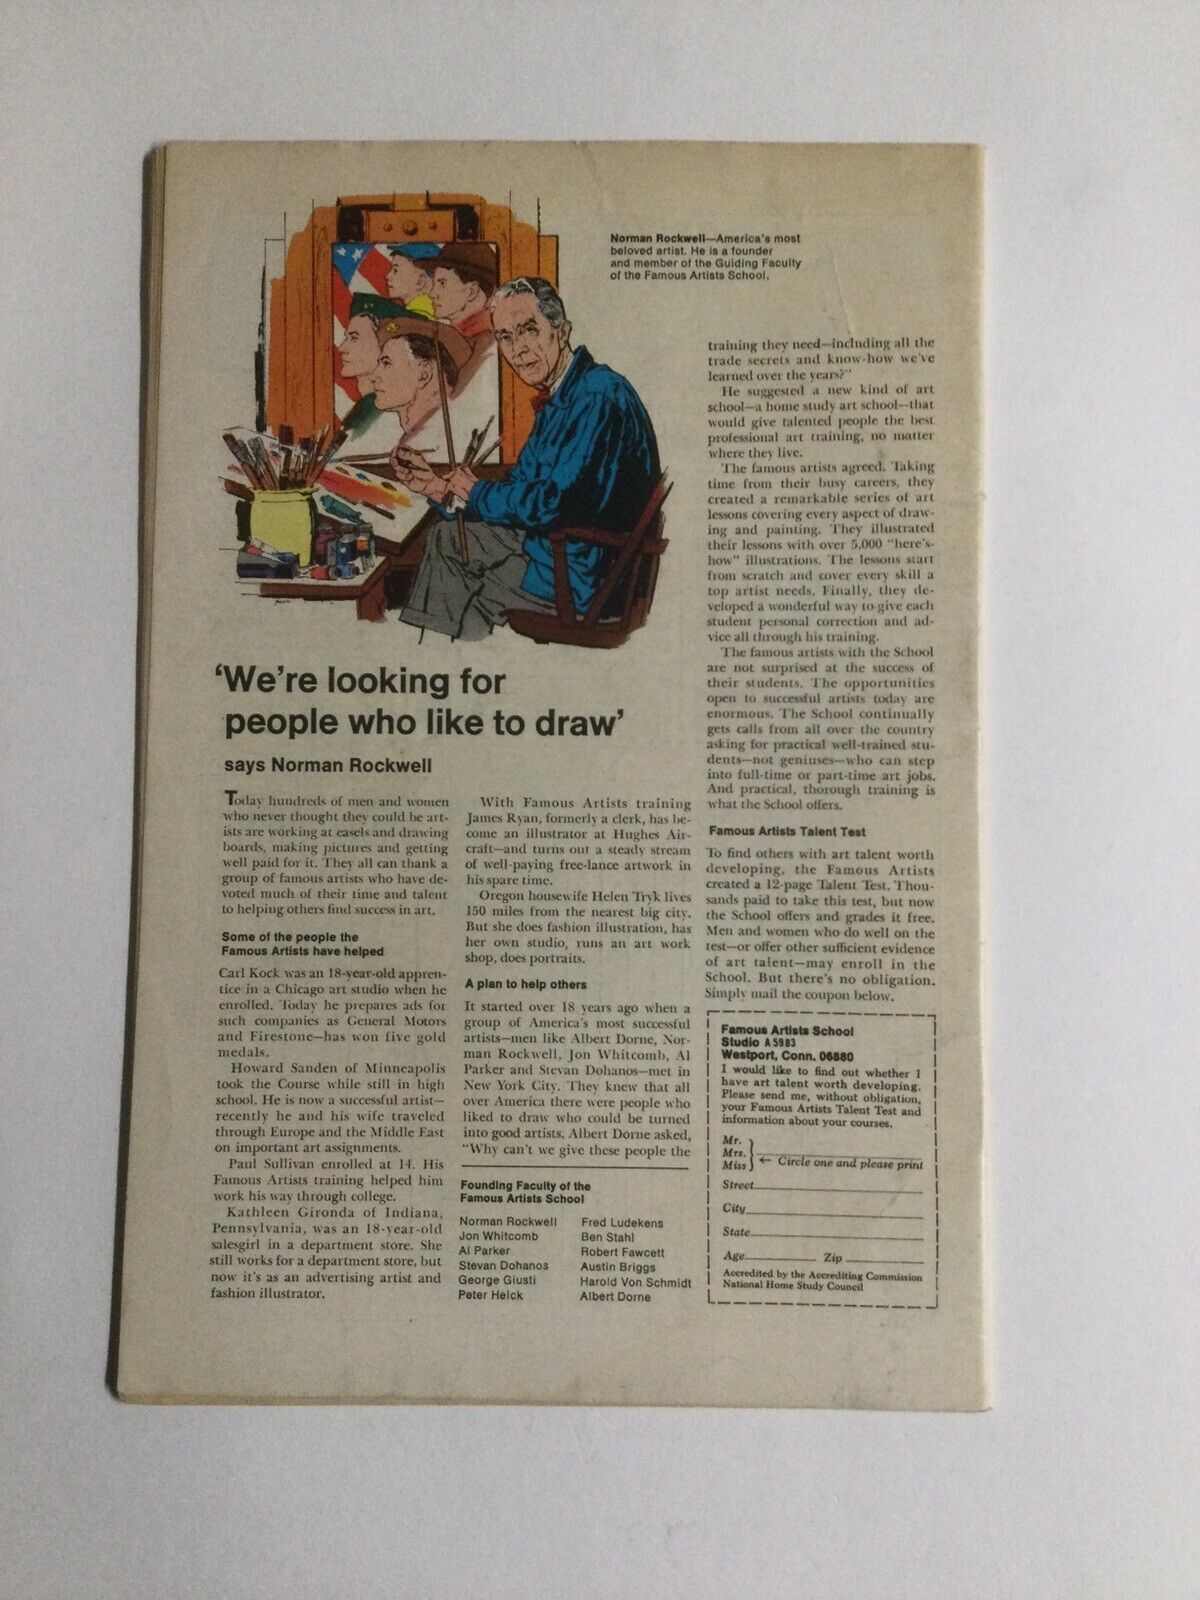 Norman Rockwell—America's most
beloved artist. He is a founder
and member of the Guiding Faculty
of the Famous Artists School.
'We're looking for
people who like to draw'
says Norman Rockwell
Today hundreds of men and women
who never thought they could be art-
ists are working at easels and drawing
boards, making pictures and getting
well paid for it. They all can thank a
group of famous artists who have de-
voted much of their time and talent
to helping others find success in art.
Some of the people the
Famous Artists have helped
Carl Kock was an 18-year-old appren-
tice in a Chicago art studio when he
enrolled. Today he prepares ads for
such companies as General Motors
and Firestone—has won five gold
medals.
Howard Sanden of Minneapolis
took the Course while still in high
school. He is now a successful artist—
recently he and his wife traveled
through Europe and the Middle East
on important art assignments.
Paul Sullivan enrolled at 14. His
Famous Artists training helped him
work his way through college.
Kathleen Gironda of Indiana,
Pennsylvania, was an 18-year-old
salesgirl in a department store. She
still works for a department store, but
now it's as an advertising artist and
fashion illustrator.
With Famous Artists training
James Ryan, formerly a clerk, has be-
come an illustrator at Hughes Air-
craft—and turns out a steady stream
of well-paying free-lance artwork in
his spare time.
Oregon housewife Helen Tryk lives
150 miles from the nearest big city.
But she does fashion illustration, has
her own studio, runs an art work
shop, does portraits.
A plan to help others
It started over 18 years ago when a
group of America's most successful
artists—men like Albert Dorne, Nor-
man Rockwell, Jon Whitcomb, Al
Parker and Stevan Dohanos—met in
New York City. They knew that all
over America there were people who
liked to draw who could be turned
into good artists. Albert Dorne asked,
"Why can't we give these people the
Founding Faculty of the
Famous Artists School
Norman Rockwell
Jon Whitcomb
Al Parker
Stevan Dohanos
George Giusti
Peter Helck
Fred Ludekens
Ben Stahl
Robert Fawcett
Austin Briggs
Harold Von Schmidt
Albert Dorne
training they need—including all the
trade secrets and know-how we've
learned over the years?"
He suggested a new kind of art
school—a home study art school—that
would give talented people the best
professional art training, no matter
where they live.
The famous artists agreed. Taking
time from their busy careers, they
created a remarkable series of art
lessons covering every aspect of draw-
ing and painting. They illustrated
their lessons with over 5,000 "here's-
how" illustrations. The lessons start
from scratch and cover every skill a
top artist needs. Finally, they de-
veloped a wonderful way to give each
student personal correction and ad-
vice all through his training.
The famous artists with the School
are not surprised at the success of
their students. The opportunities
open to successful artists today are
enormous. The School continually
gets calls from all over the country
asking for practical well-trained stu-
dents—not geniuses—who can step
into full-time or part-time art jobs.
And practical, thorough training is
what the School offers.
Famous Artists Talent Test
To find others with art talent worth
developing, the Famous Artists
created a 12-page Talent Test. Thou-
sands paid to take this test, but now
the School offers and grades it free.
Men and women who do well on the
test—or offer other sufficient evidence
of art talent—may enroll in the
School. But there's no obligation.
Simply mail the coupon below.
Famous Artists School
Studio A5983
Westport, Conn. 06880
I would like to find out whether I
have art talent worth developing.
Please send me, without obligation,
your Famous Artists Talent Test and
information about your courses.
Mr.
Mrs.
Miss
← Circle one and please print
Street
City
State
Age Zip
Accredited by the Accrediting Commission
National Home Study Council